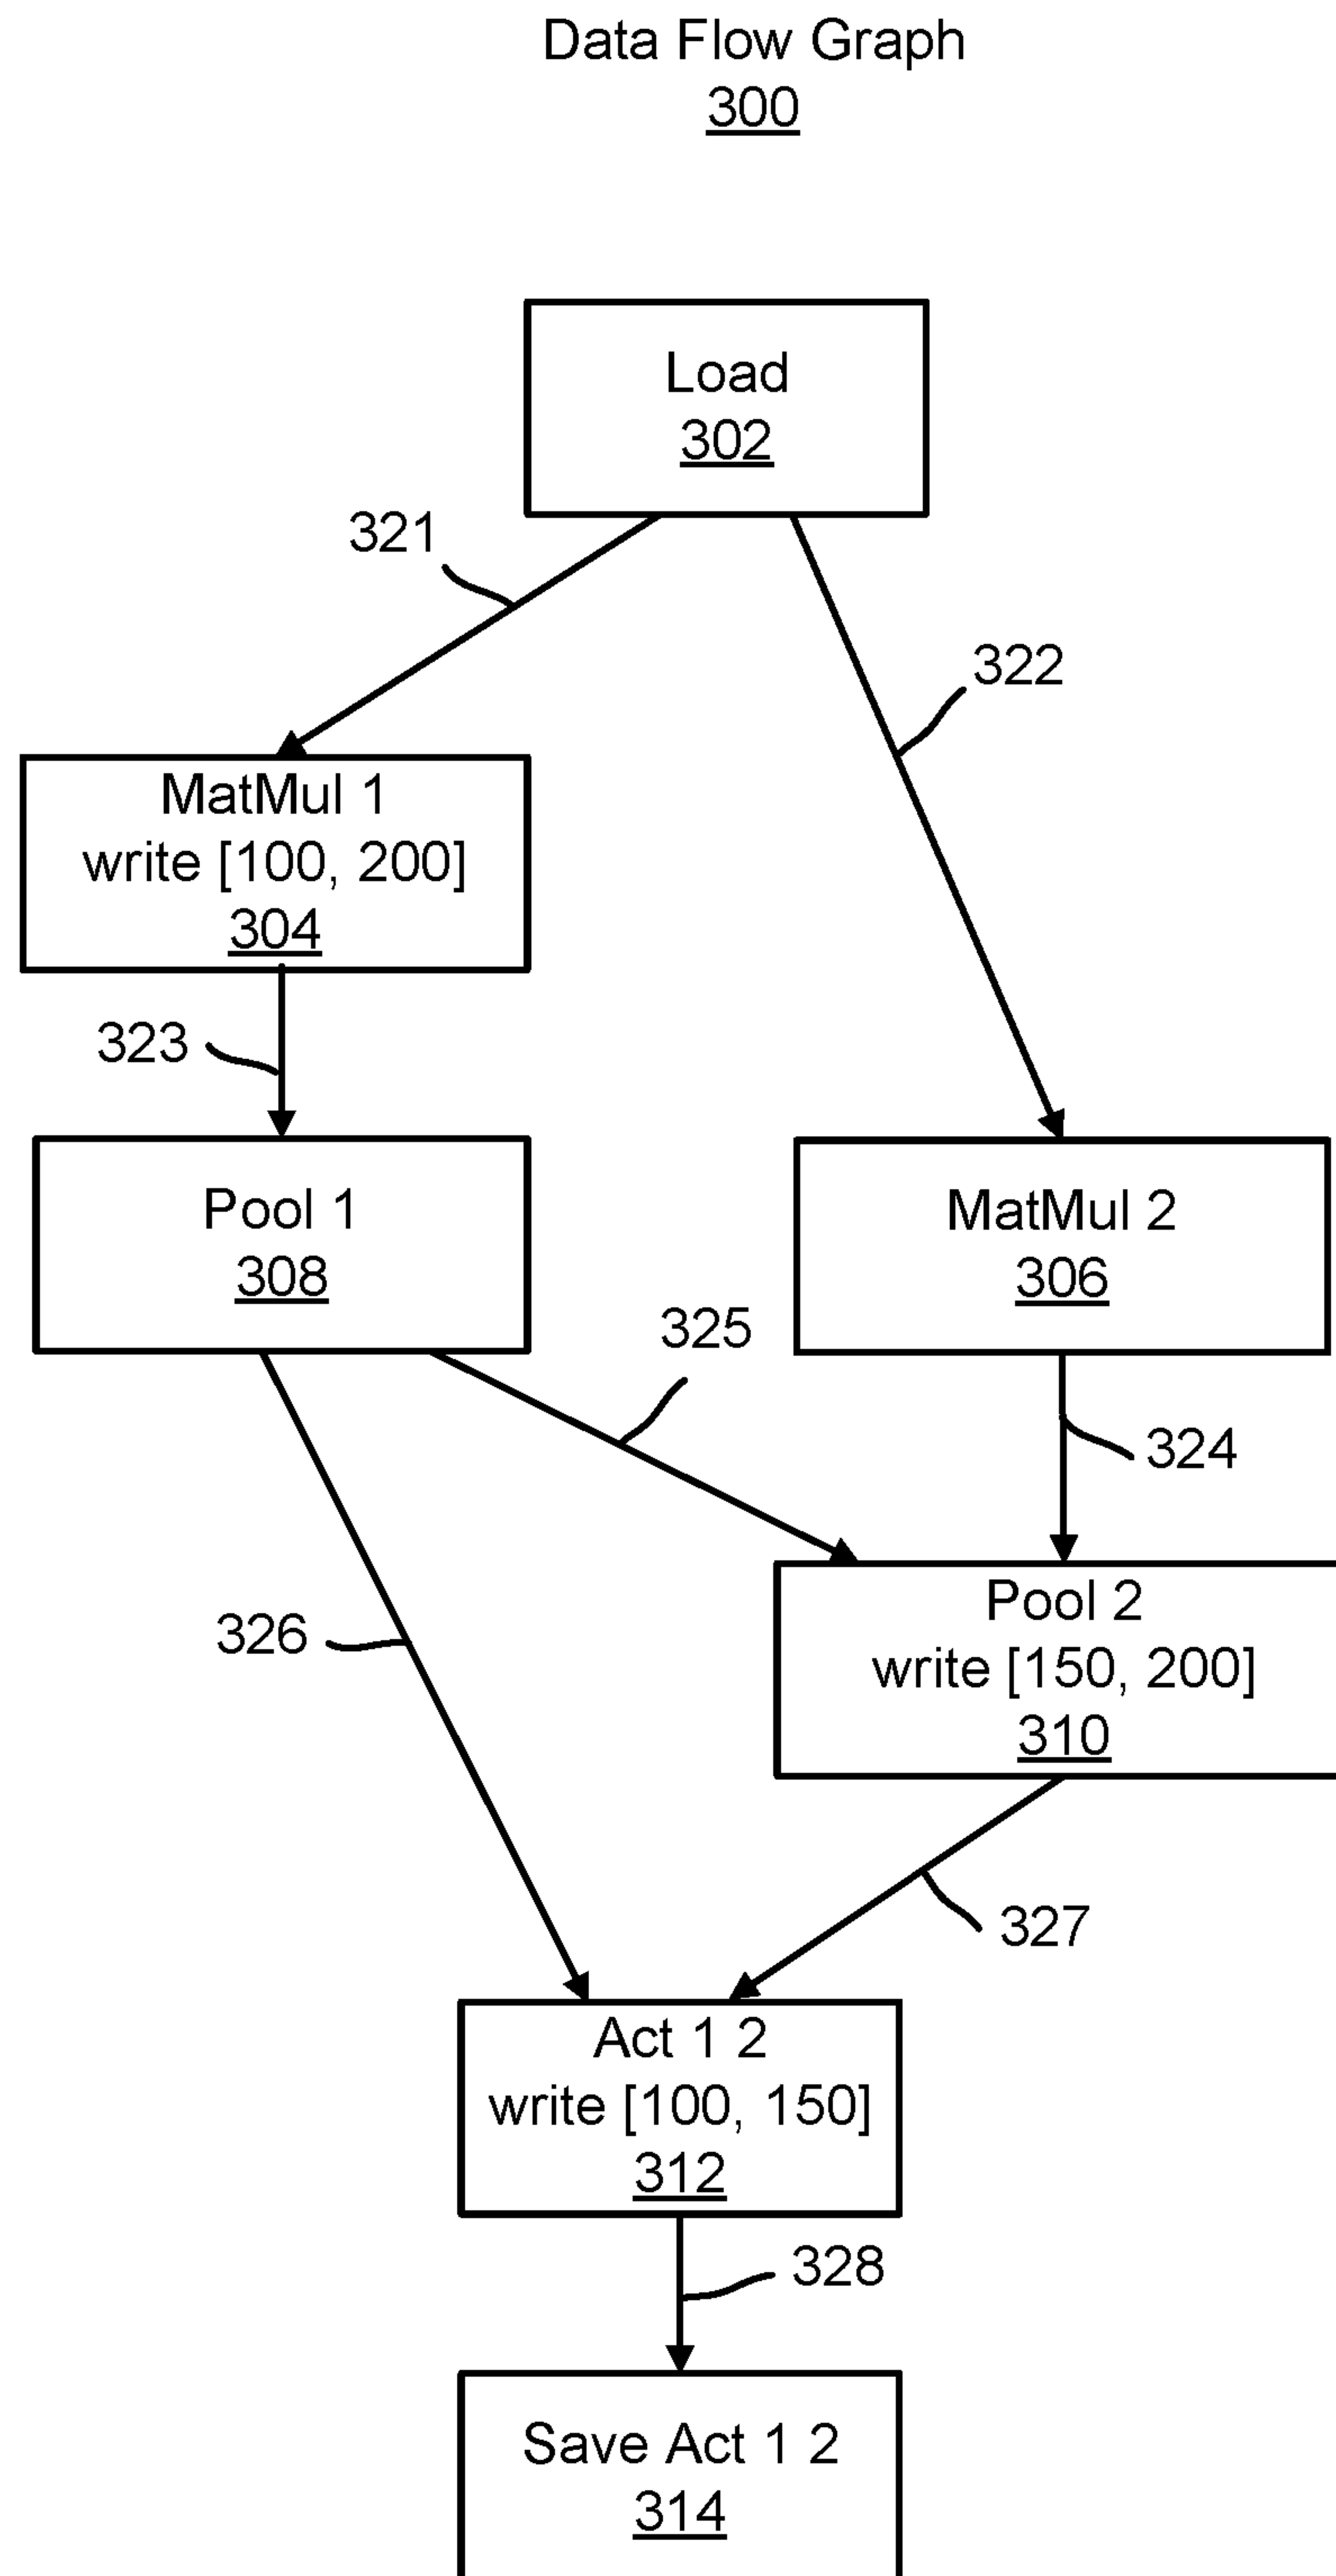 Data Flow Graph
300
Load
302
321
322
MatMul 1
write [100, 200]
304
323
Pool 1
308
MatMul 2
306
325
324
Pool 2
write [150, 200]
310
326
327
Act 1 2
write [100, 150]
312
328
Save Act 1 2
314